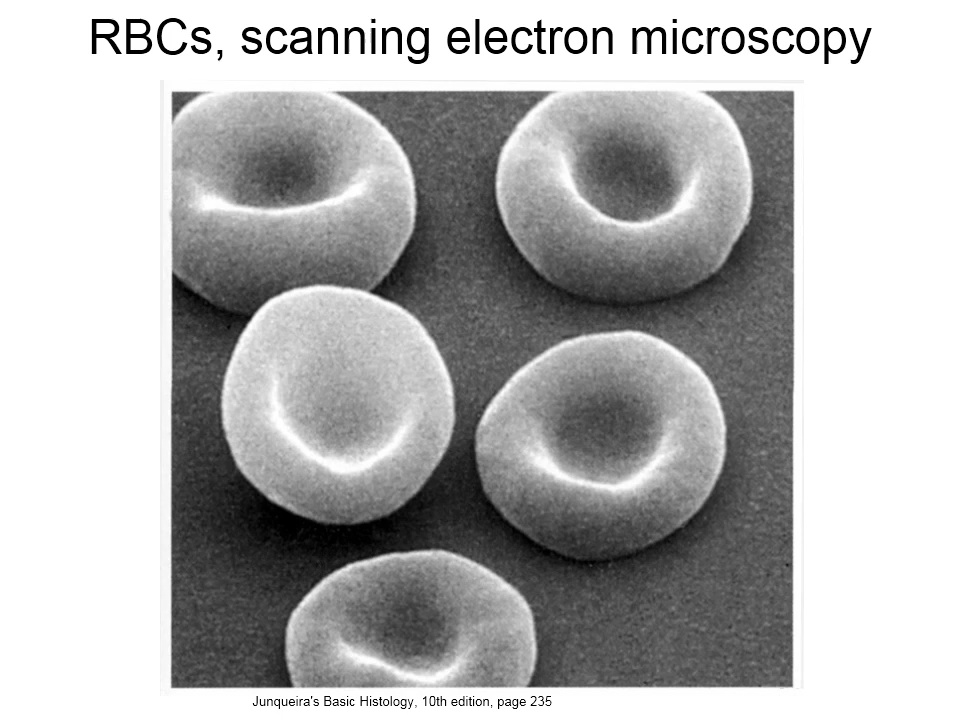 RBCs, scanning electron microscopy
Junqueira's Basic Histology, 10th edition, page 235